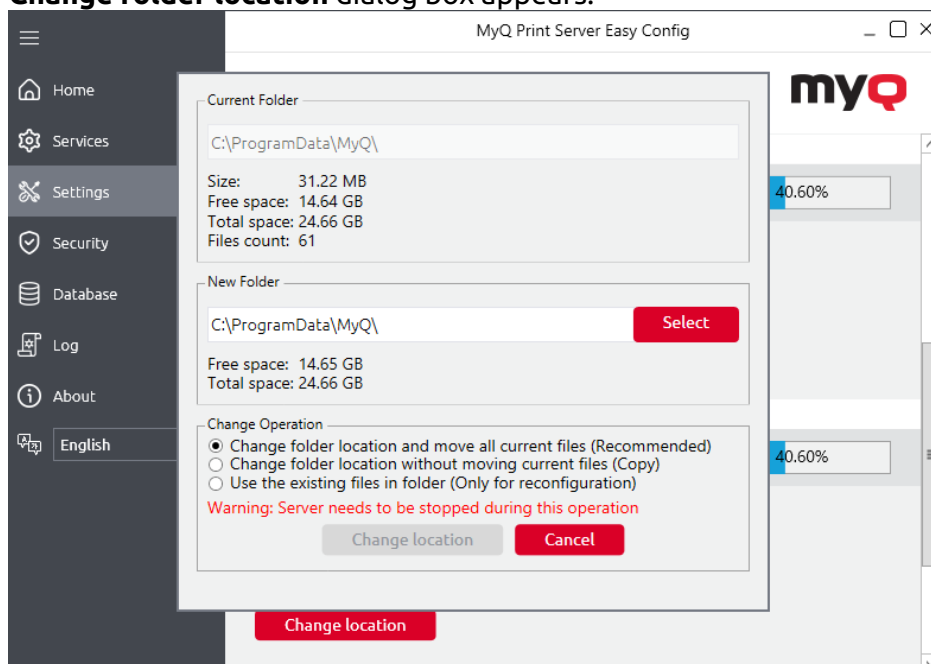 Change folder location dialog box appears.
MyQ Print Server Easy Config
myQ
Home
Services
Settings
Security
Database
Log
About
English
Current Folder
C:\ProgramData\MyQ\
Size: 31.22 MB
Free space: 14.64 GB
Total space: 24.66 GB
Files count: 61
New Folder
C:\ProgramData\MyQ\
Select
Free space: 14.65 GB
Total space: 24.66 GB
Change Operation
Change folder location and move all current files (Recommended)
Change folder location without moving current files (Copy)
Use the existing files in folder (Only for reconfiguration)
Warning: Server needs to be stopped during this operation
Change location
Cancel
40.60%
40.60%
Change location